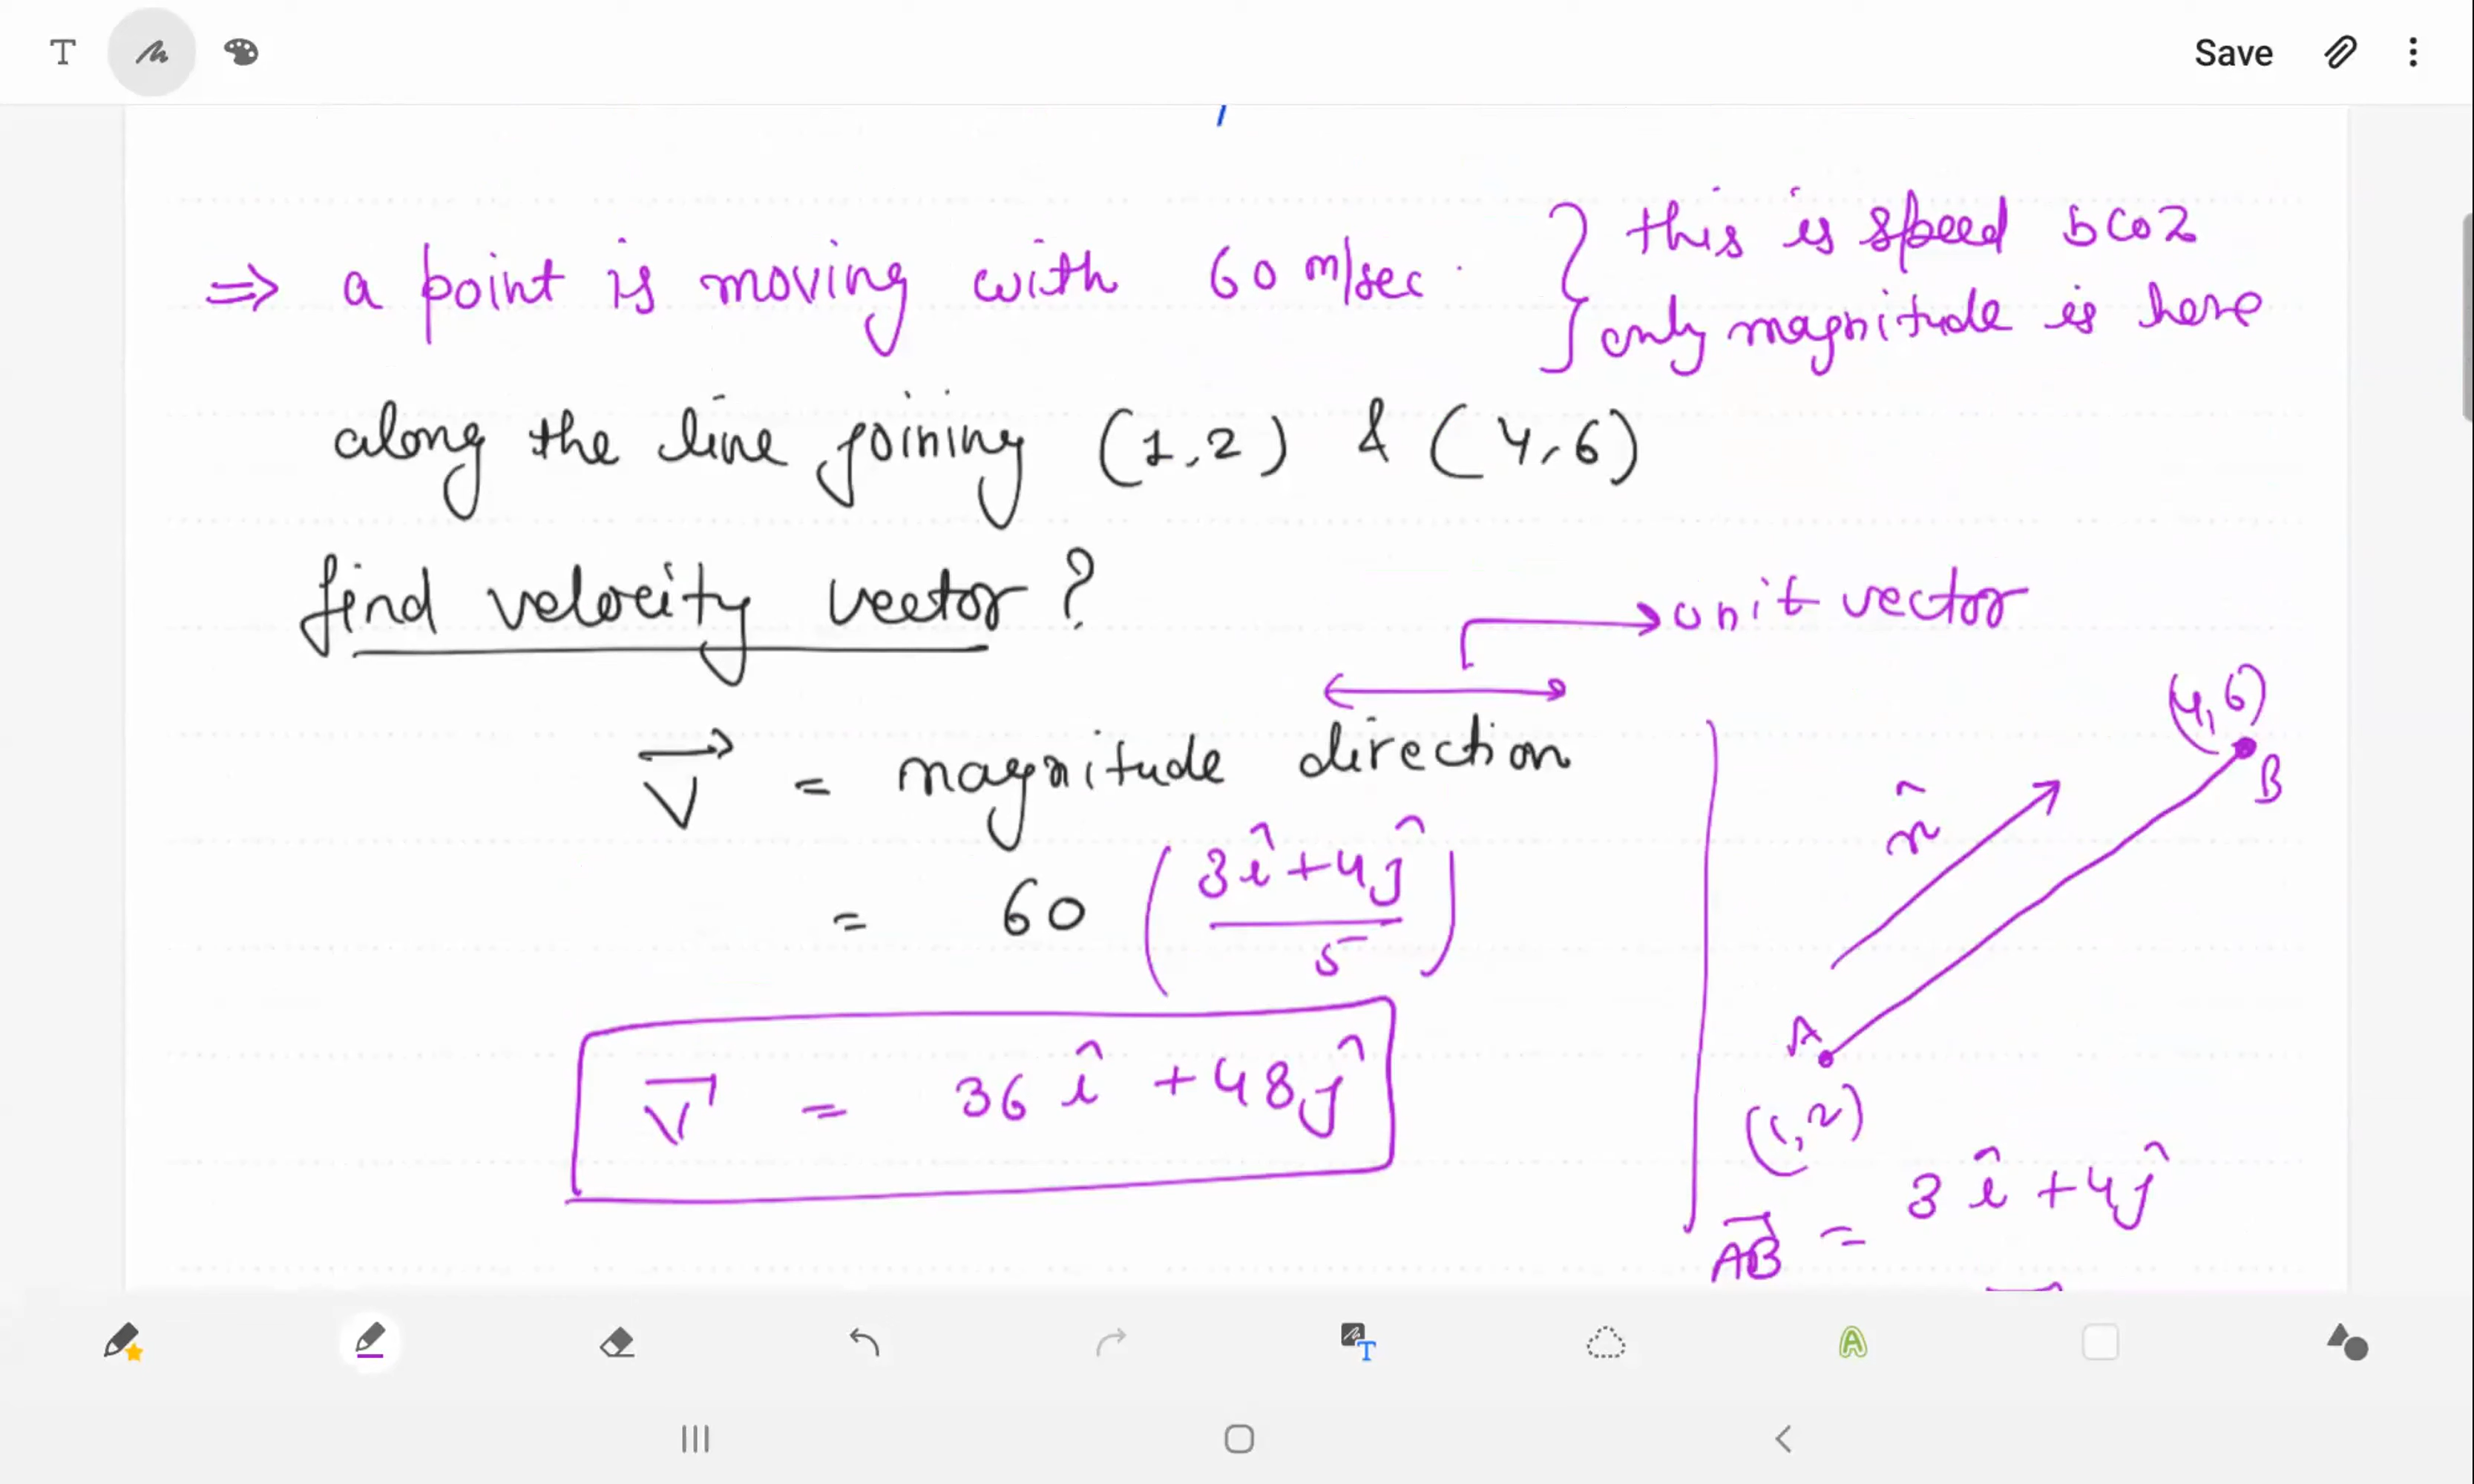 T
Save
⇒ a point is moving with 60 m/sec. } this is speed bcoz
only magnitude is here
along the line joining (1,2) & (4,6)
find velocity vector?
→ unit vector
V⃗ = magnitude direction
= 60 ( (3î+4ĵ) / 5 )
V⃗ = 36 î + 48ĵ
(4,6)
B
n̂
A
(1,2)
A⃗B = 3 î + 4ĵ
T
A